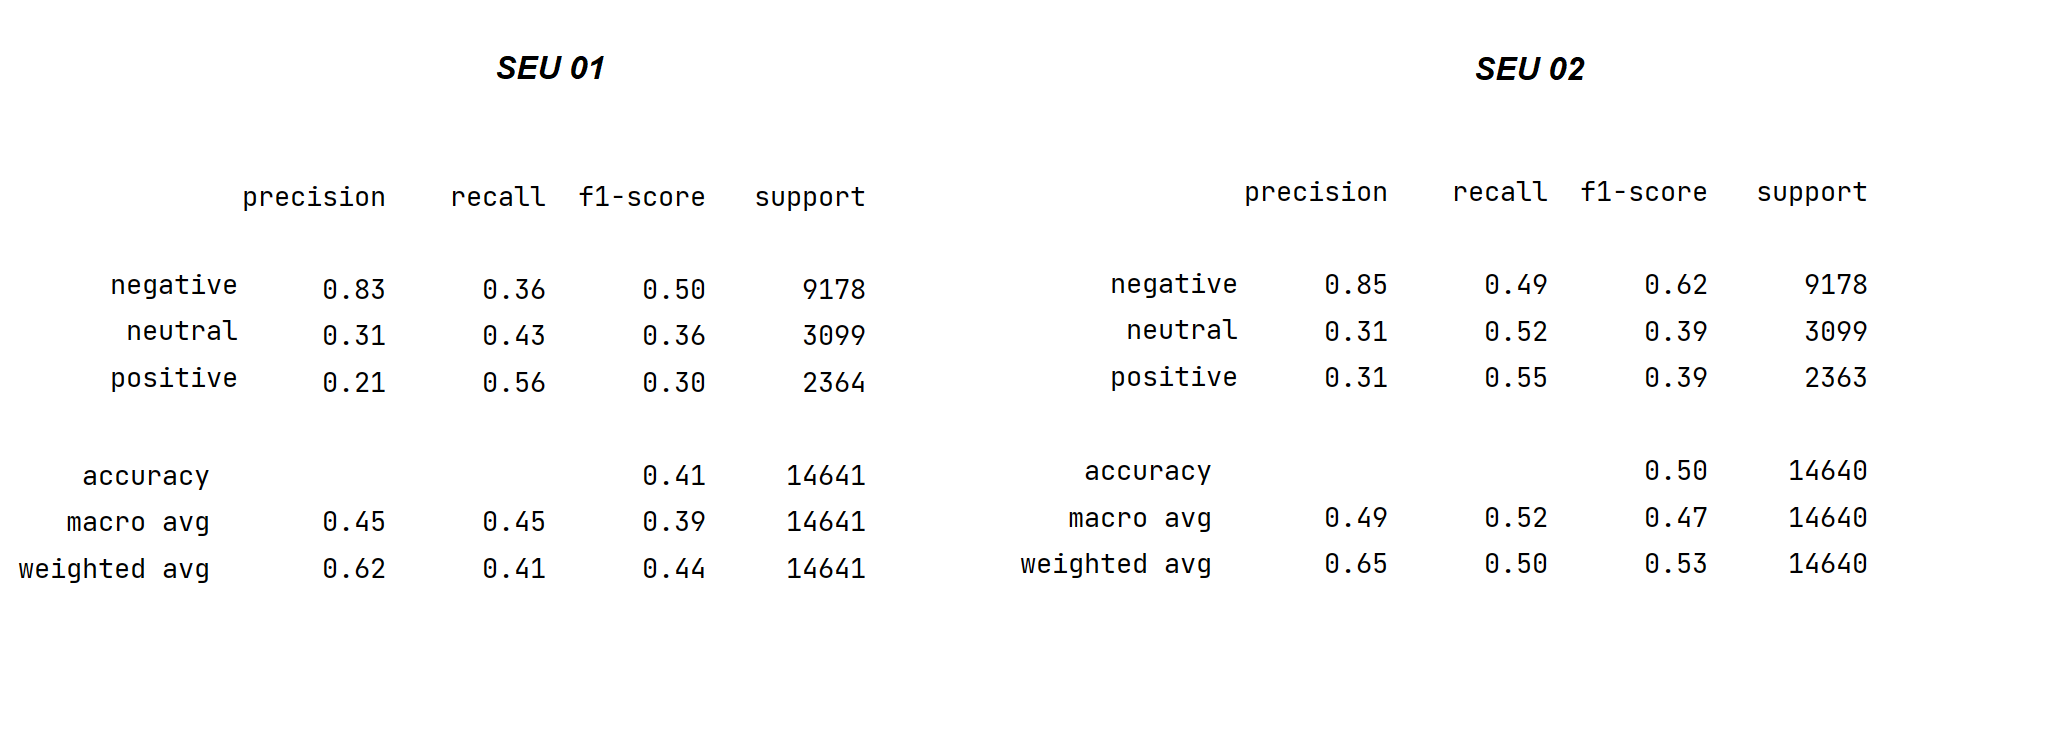 SEU 01
precision recall f1-score support
negative 0.83 0.36 0.50 9178
neutral 0.31 0.43 0.36 3099
positive 0.21 0.56 0.30 2364
accuracy 0.41 14641
macro avg 0.45 0.45 0.39 14641
weighted avg 0.62 0.41 0.44 14641
SEU 02
precision recall f1-score support
negative 0.85 0.49 0.62 9178
neutral 0.31 0.52 0.39 3099
positive 0.31 0.55 0.39 2363
accuracy 0.50 14640
macro avg 0.49 0.52 0.47 14640
weighted avg 0.65 0.50 0.53 14640